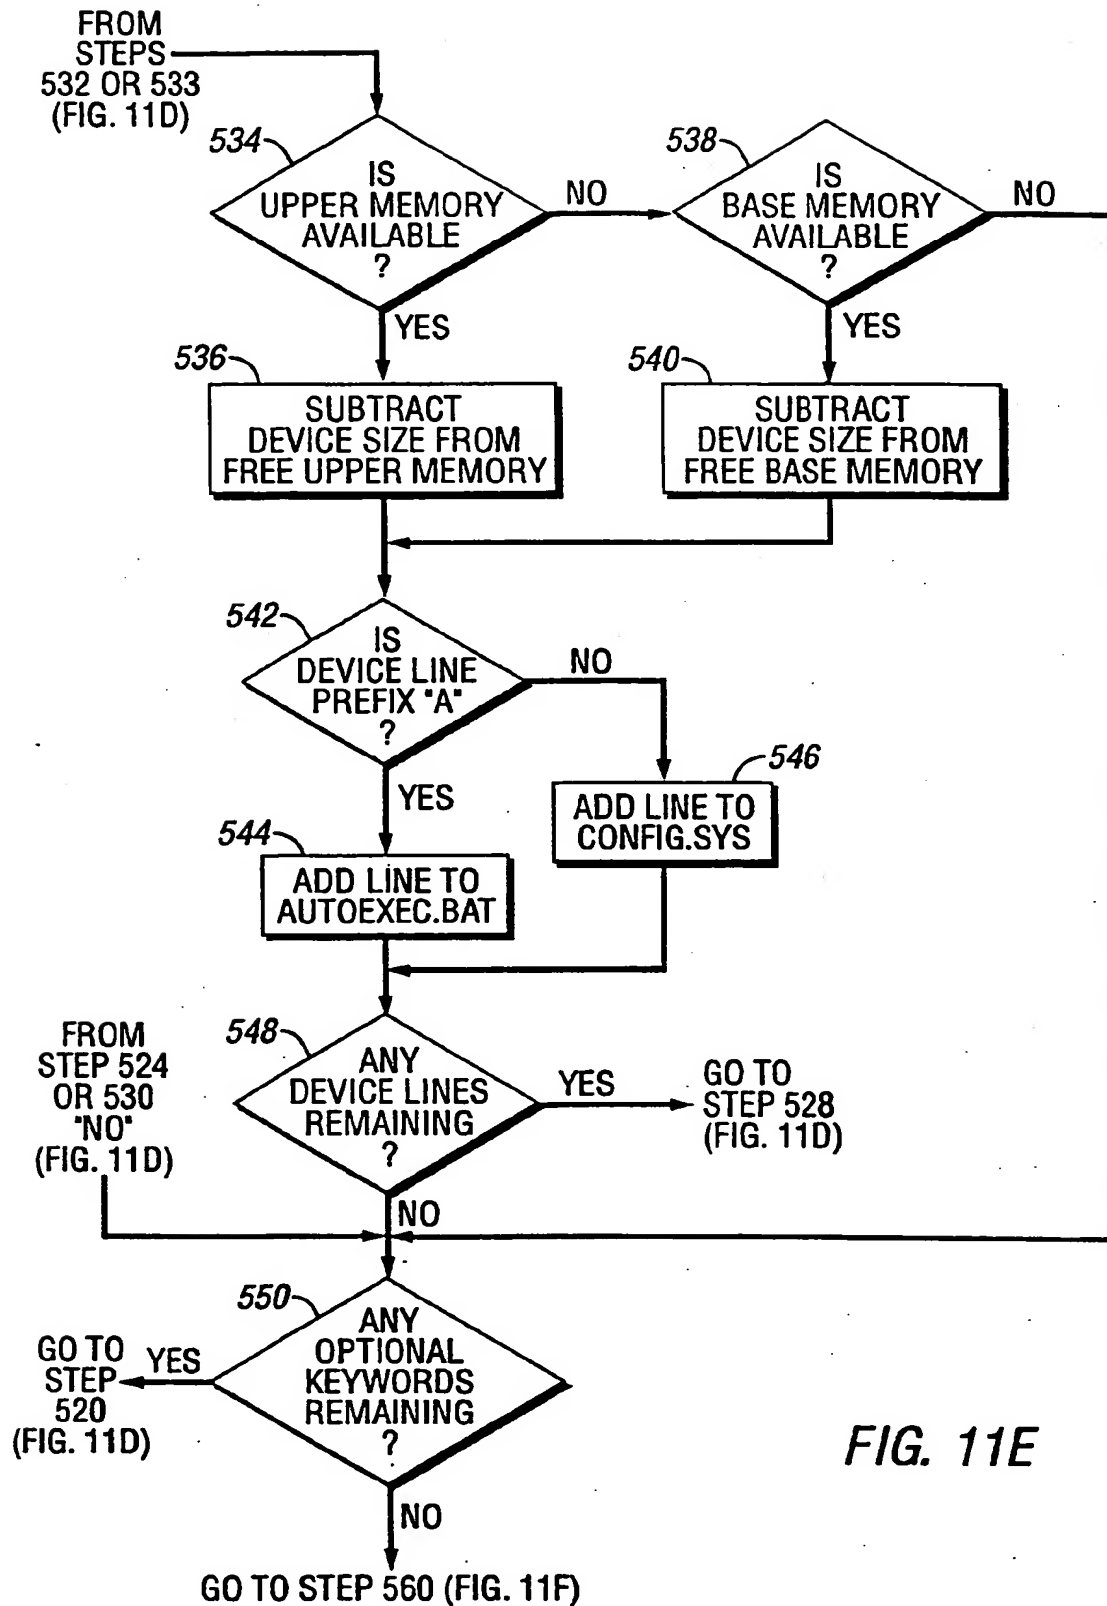 FROM
STEPS
532 OR 533
(FIG. 11D)
534
IS
UPPER MEMORY
AVAILABLE
?
NO
YES
538
IS
BASE MEMORY
AVAILABLE
?
NO
YES
536
SUBTRACT
DEVICE SIZE FROM
FREE UPPER MEMORY
540
SUBTRACT
DEVICE SIZE FROM
FREE BASE MEMORY
542
IS
DEVICE LINE
PREFIX "A"
?
NO
YES
546
ADD LINE TO
CONFIG.SYS
544
ADD LINE TO
AUTOEXEC.BAT
FROM
STEP 524
OR 530
"NO"
(FIG. 11D)
548
ANY
DEVICE LINES
REMAINING
?
YES
GO TO
STEP 528
(FIG. 11D)
NO
550
ANY
OPTIONAL
KEYWORDS
REMAINING
?
YES
GO TO
STEP
520
(FIG. 11D)
NO
GO TO STEP 560 (FIG. 11F)
FIG. 11E